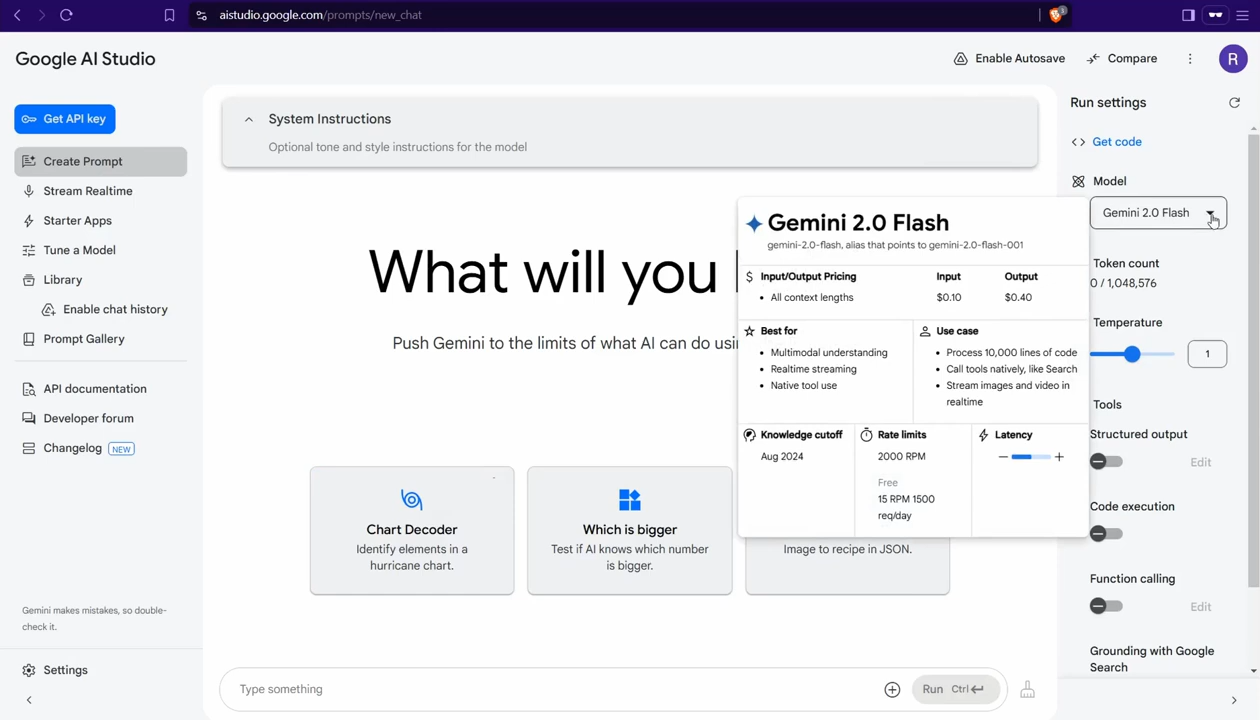 aistudio.google.com/prompts/new_chat
Google AI Studio
Enable Autosave
Compare
R
Get API key
Create Prompt
Stream Realtime
Starter Apps
Tune a Model
Library
Enable chat history
Prompt Gallery
API documentation
Developer forum
Changelog NEW
Gemini makes mistakes, so double-
check it.
Settings
System Instructions
Optional tone and style instructions for the model
What will you
Push Gemini to the limits of what AI can do
Chart Decoder
Identify elements in a
hurricane chart.
Which is bigger
Test if AI knows which number
is bigger.
Image to recipe in JSON.
Type something
Run Ctrl
Gemini 2.0 Flash
gemini-2.0-flash, alias that points to gemini-2.0-flash-001
$ Input/Output Pricing Input Output
• All context lengths $0.10 $0.40
Best for
• Multimodal understanding
• Realtime streaming
• Native tool use
Use case
• Process 10,000 lines of code
• Call tools natively, like Search
• Stream images and video in
realtime
Knowledge cutoff
Aug 2024
Rate limits
2000 RPM
Free
15 RPM 1500
req/day
Latency
Run settings
<> Get code
Model
Gemini 2.0 Flash
Token count
0 / 1,048,576
Temperature
1
Tools
Structured output
Edit
Code execution
Function calling
Edit
Grounding with Google
Search